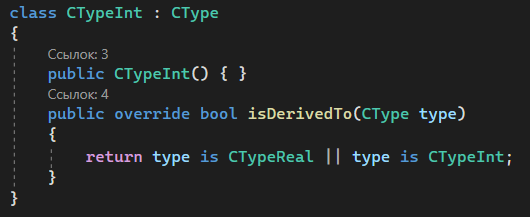 class CTypeInt : CType
{
Ссылок: 3
public CTypeInt() { }
Ссылок: 4
public override bool isDerivedTo(CType type)
{
return type is CTypeReal || type is CTypeInt;
}
}